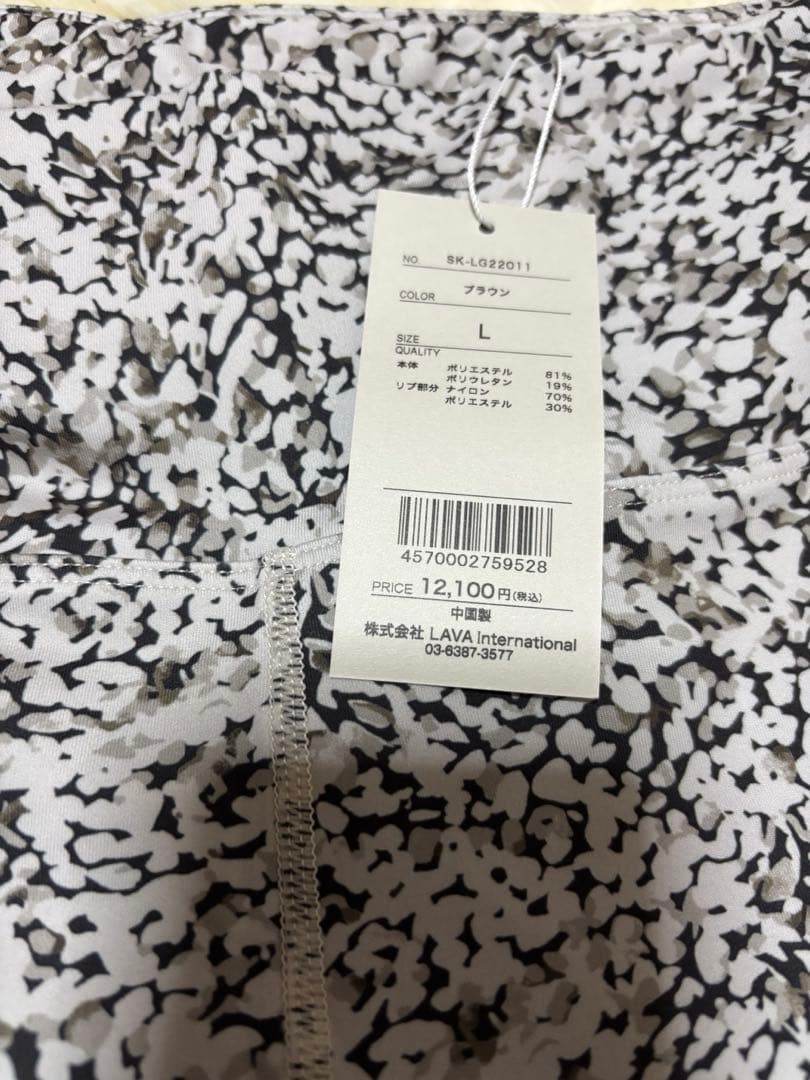 NO. SK-LG22011
COLOR ブラウン
SIZE L
QUALITY
本体 ポリエステル 81%
ポリウレタン 19%
リブ部分 ナイロン 70%
ポリエステル 30%
4570002759528
PRICE 12,100円(税込)
中国製
株式会社 LAVA International
03-6387-3577